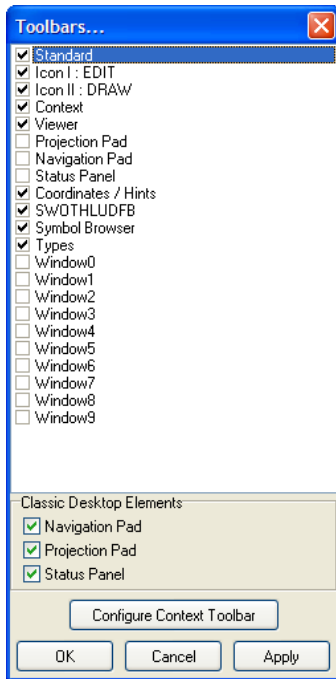 Toolbars...
Standard
Icon I : EDIT
Icon II : DRAW
Context
Viewer
Projection Pad
Navigation Pad
Status Panel
Coordinates / Hints
SWOTHLUDFB
Symbol Browser
Types
Window0
Window1
Window2
Window3
Window4
Window5
Window6
Window7
Window8
Window9
Classic Desktop Elements
Navigation Pad
Projection Pad
Status Panel
Configure Context Toolbar
OK Cancel Apply